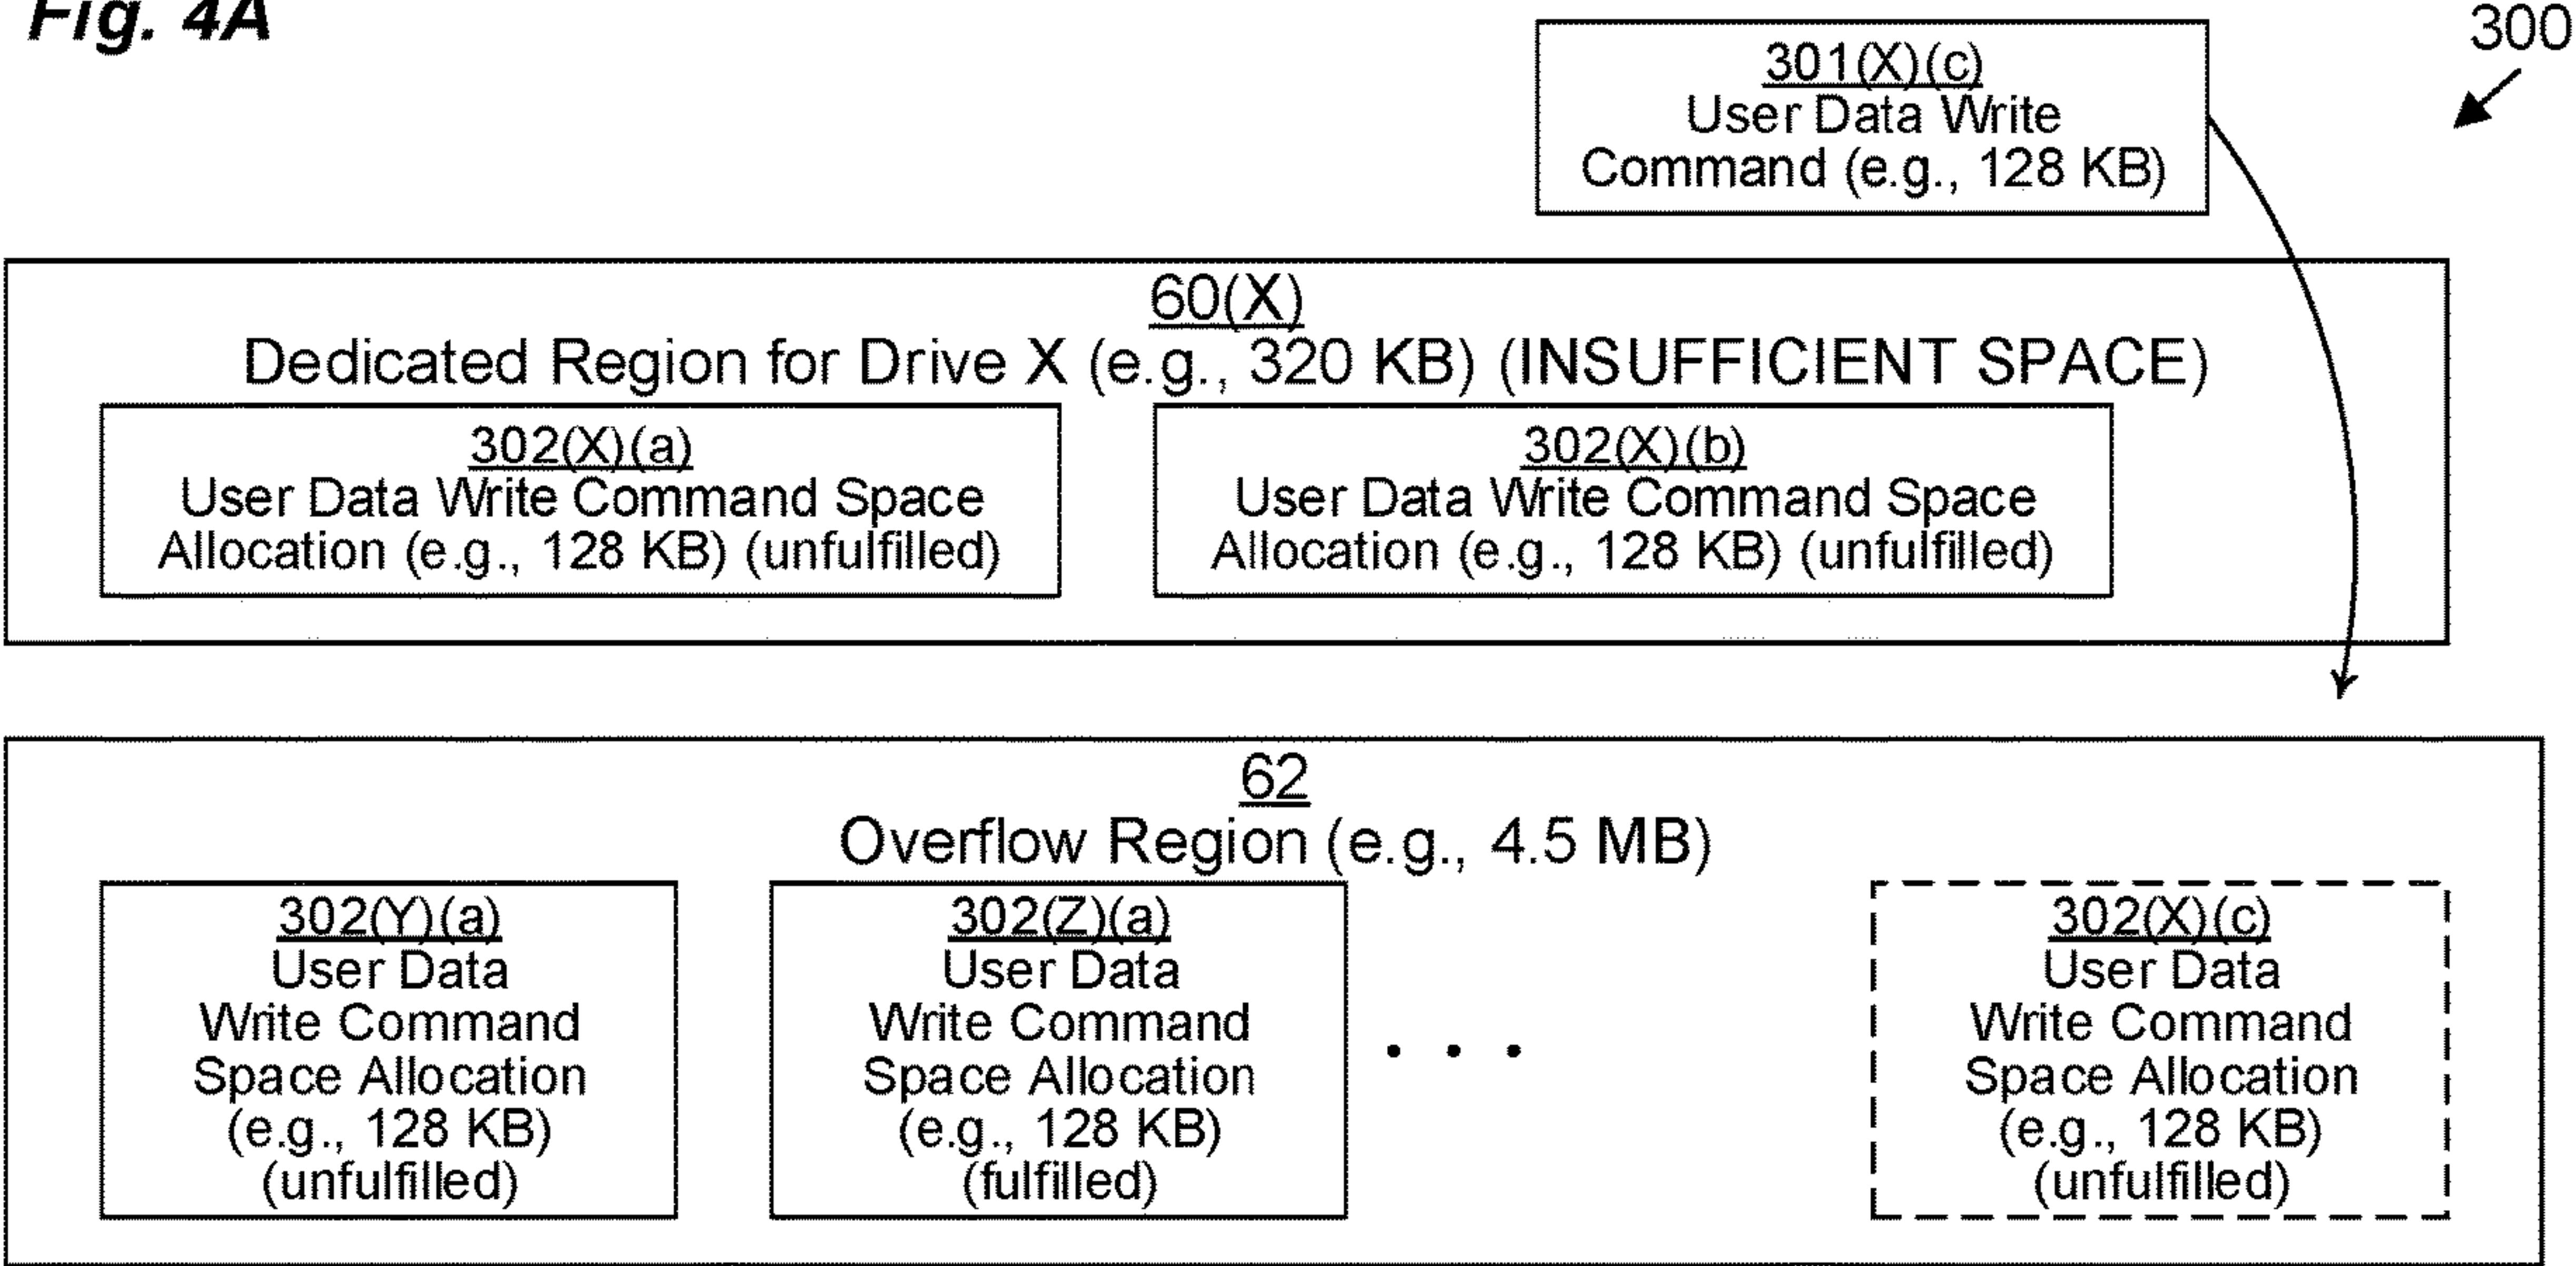 Fig. 4A
300
301(X)(c)
User Data Write
Command (e.g., 128 KB)
60(X)
Dedicated Region for Drive X (e.g., 320 KB) (INSUFFICIENT SPACE)
302(X)(a)
User Data Write Command Space
Allocation (e.g., 128 KB) (unfulfilled)
302(X)(b)
User Data Write Command Space
Allocation (e.g., 128 KB) (unfulfilled)
62
Overflow Region (e.g., 4.5 MB)
302(Y)(a)
User Data
Write Command
Space Allocation
(e.g., 128 KB)
(unfulfilled)
302(Z)(a)
User Data
Write Command
Space Allocation
(e.g., 128 KB)
(fulfilled)
. . .
302(X)(c)
User Data
Write Command
Space Allocation
(e.g., 128 KB)
(unfulfilled)